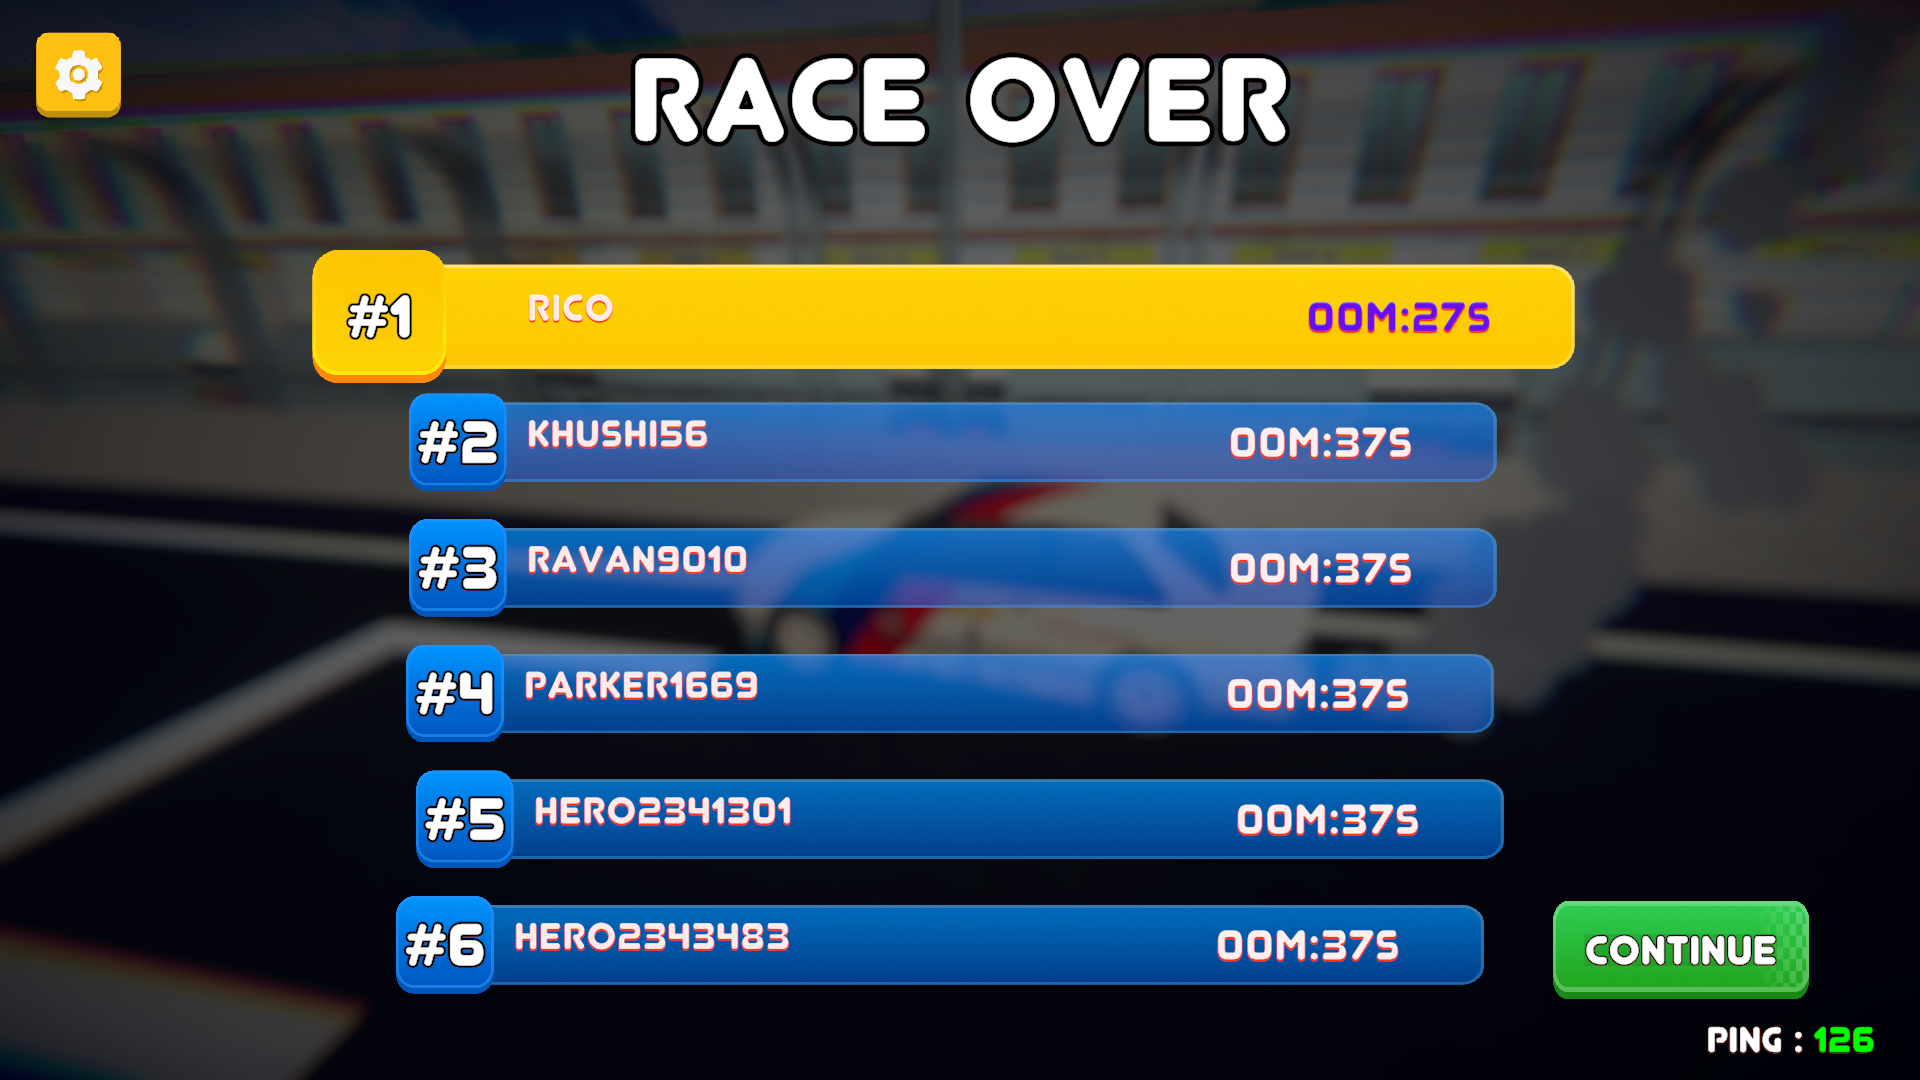 RACE OVER
#1 RICO 00M:27S
#2 KHUSHI56 00M:37S
#3 RAVAN9010 00M:37S
#4 PARKER1669 00M:37S
#5 HERO2341301 00M:37S
#6 HERO2343483 00M:37S
CONTINUE
PING : 126